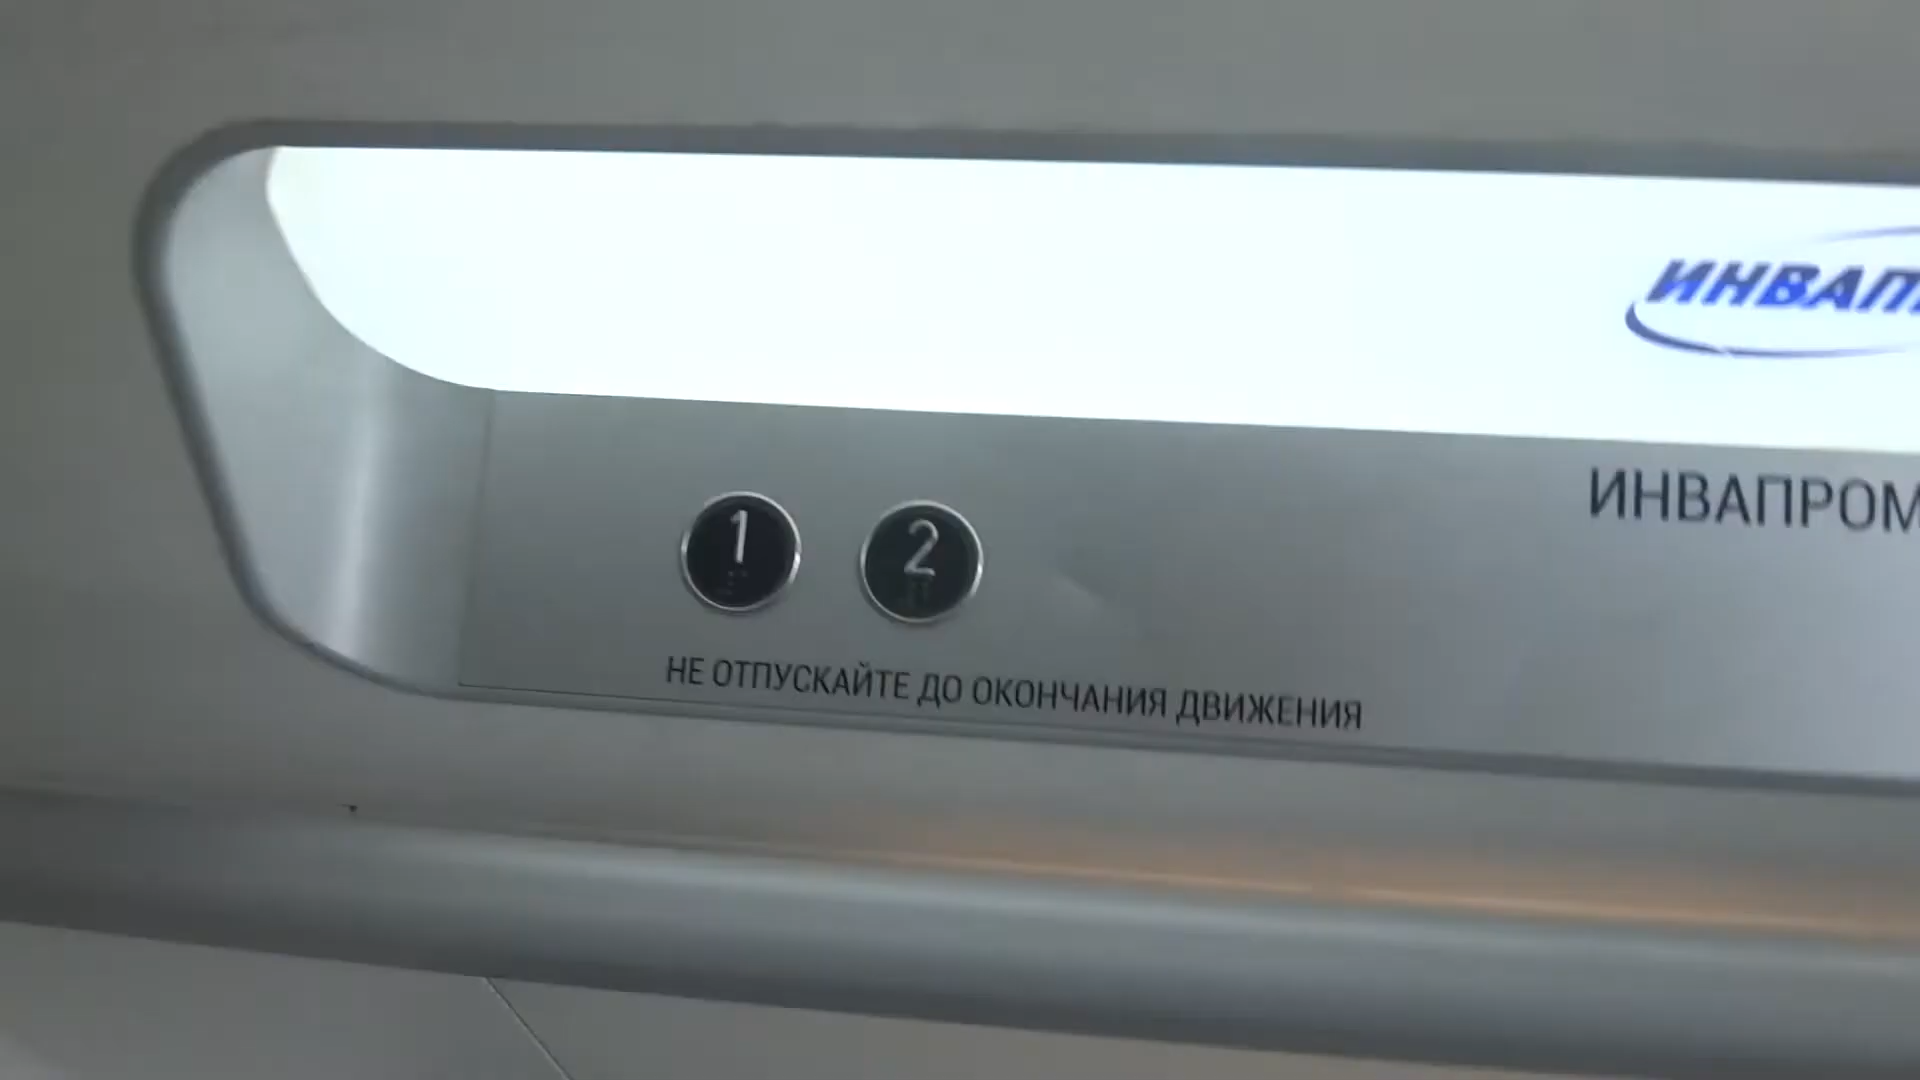 ИНВАП
ИНВАПРОМ
1
2
НЕ ОТПУСКАЙТЕ ДО ОКОНЧАНИЯ ДВИЖЕНИЯ